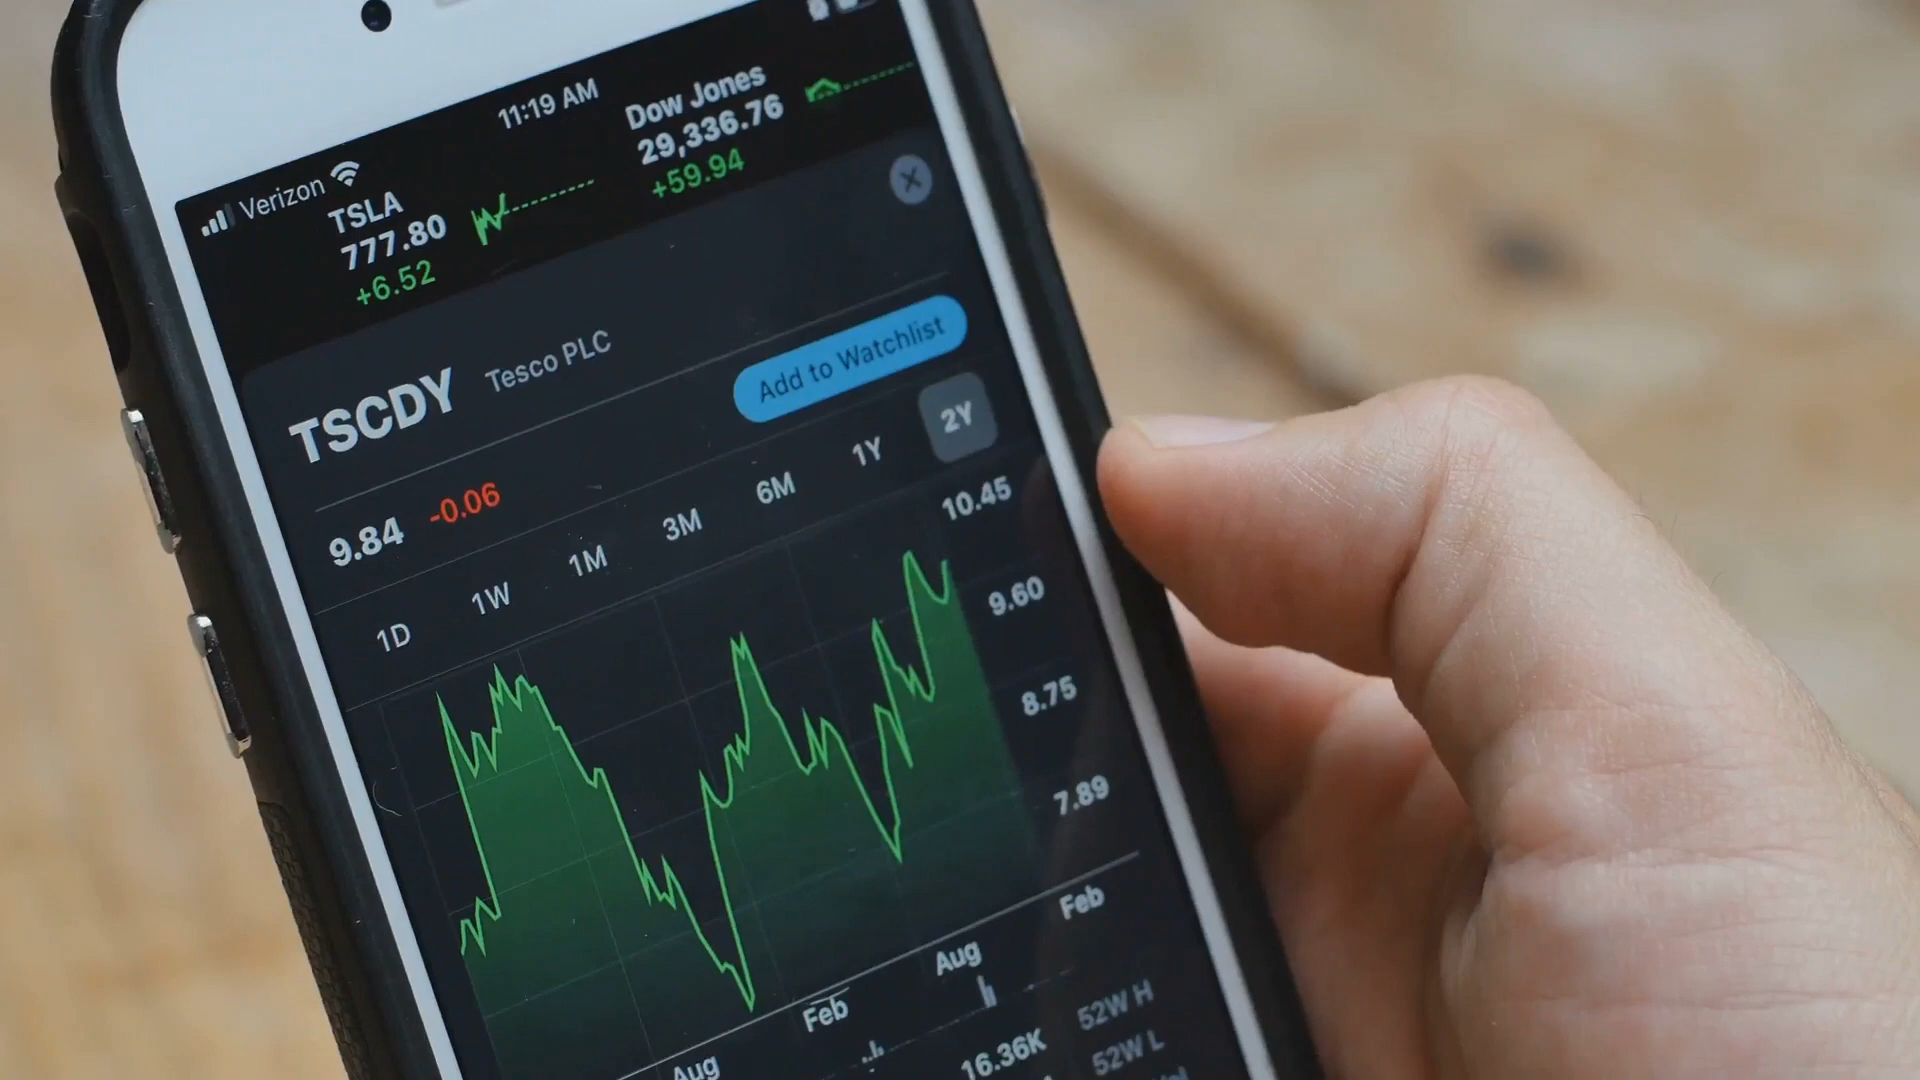 11:19 AM
Verizon
TSLA
777.80
+6.52
Dow Jones
29,336.76
+59.94
TSCDY Tesco PLC
Add to Watchlist
9.84 -0.06
1D 1W 1M 3M 6M 1Y 2Y
10.45
9.60
8.75
7.89
Aug Feb Aug Feb
52W H
16.36K 52W L